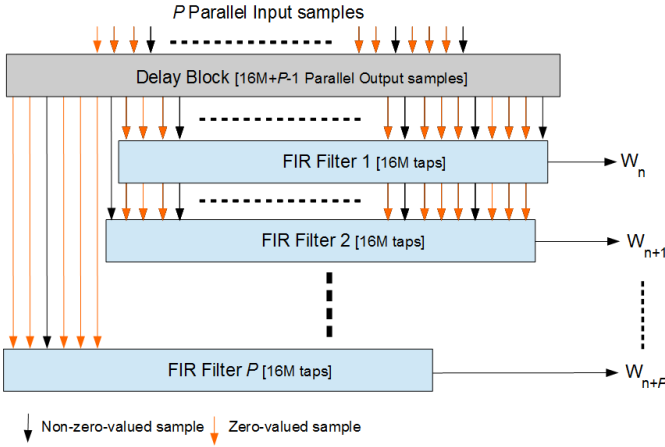 P Parallel Input samples
Delay Block [16M+P-1 Parallel Output samples]
FIR Filter 1 [16M taps]
Wn
FIR Filter 2 [16M taps]
Wn+1
FIR Filter P [16M taps]
Wn+P
Non-zero-valued sample
Zero-valued sample